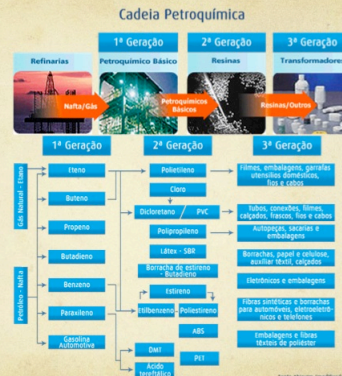 Cadeia Petroquímica
1ª Geração
2ª Geração
3ª Geração
Refinarias
Petroquímico Básico
Resinas
Transformadores
Nafta/Gás
Petroquímicos
Básicos
Resinas/Outros
1ª Geração
2ª Geração
3ª Geração
Gás Natural - Etano
Petróleo - Nafta
Eteno
Buteno
Propeno
Butadieno
Benzeno
Paraxileno
Gasolina
Automotiva
Polietileno
Cloro
Dicloretano / PVC
Polipropileno
Látex - SBR
Borracha de estireno
- Butadieno
Estireno
Etilbenzeno
Poliestireno
ABS
DMT
PET
Ácido
tereftálico
Filmes, embalagens, garrafas
utensílios domésticos,
fios e cabos
Tubos, conexões, filmes,
calçados, frascos, fios e cabos
Autopeças, sacarias e
embalagens
Borrachas, papel e celulose,
auxiliar têxtil, calçados
Eletrônicos e embalagens
Fibras sintéticas e borrachas
para automóveis, eletroeletrô-
nicos e telefones
Embalagens e fibras
têxteis de poliéster